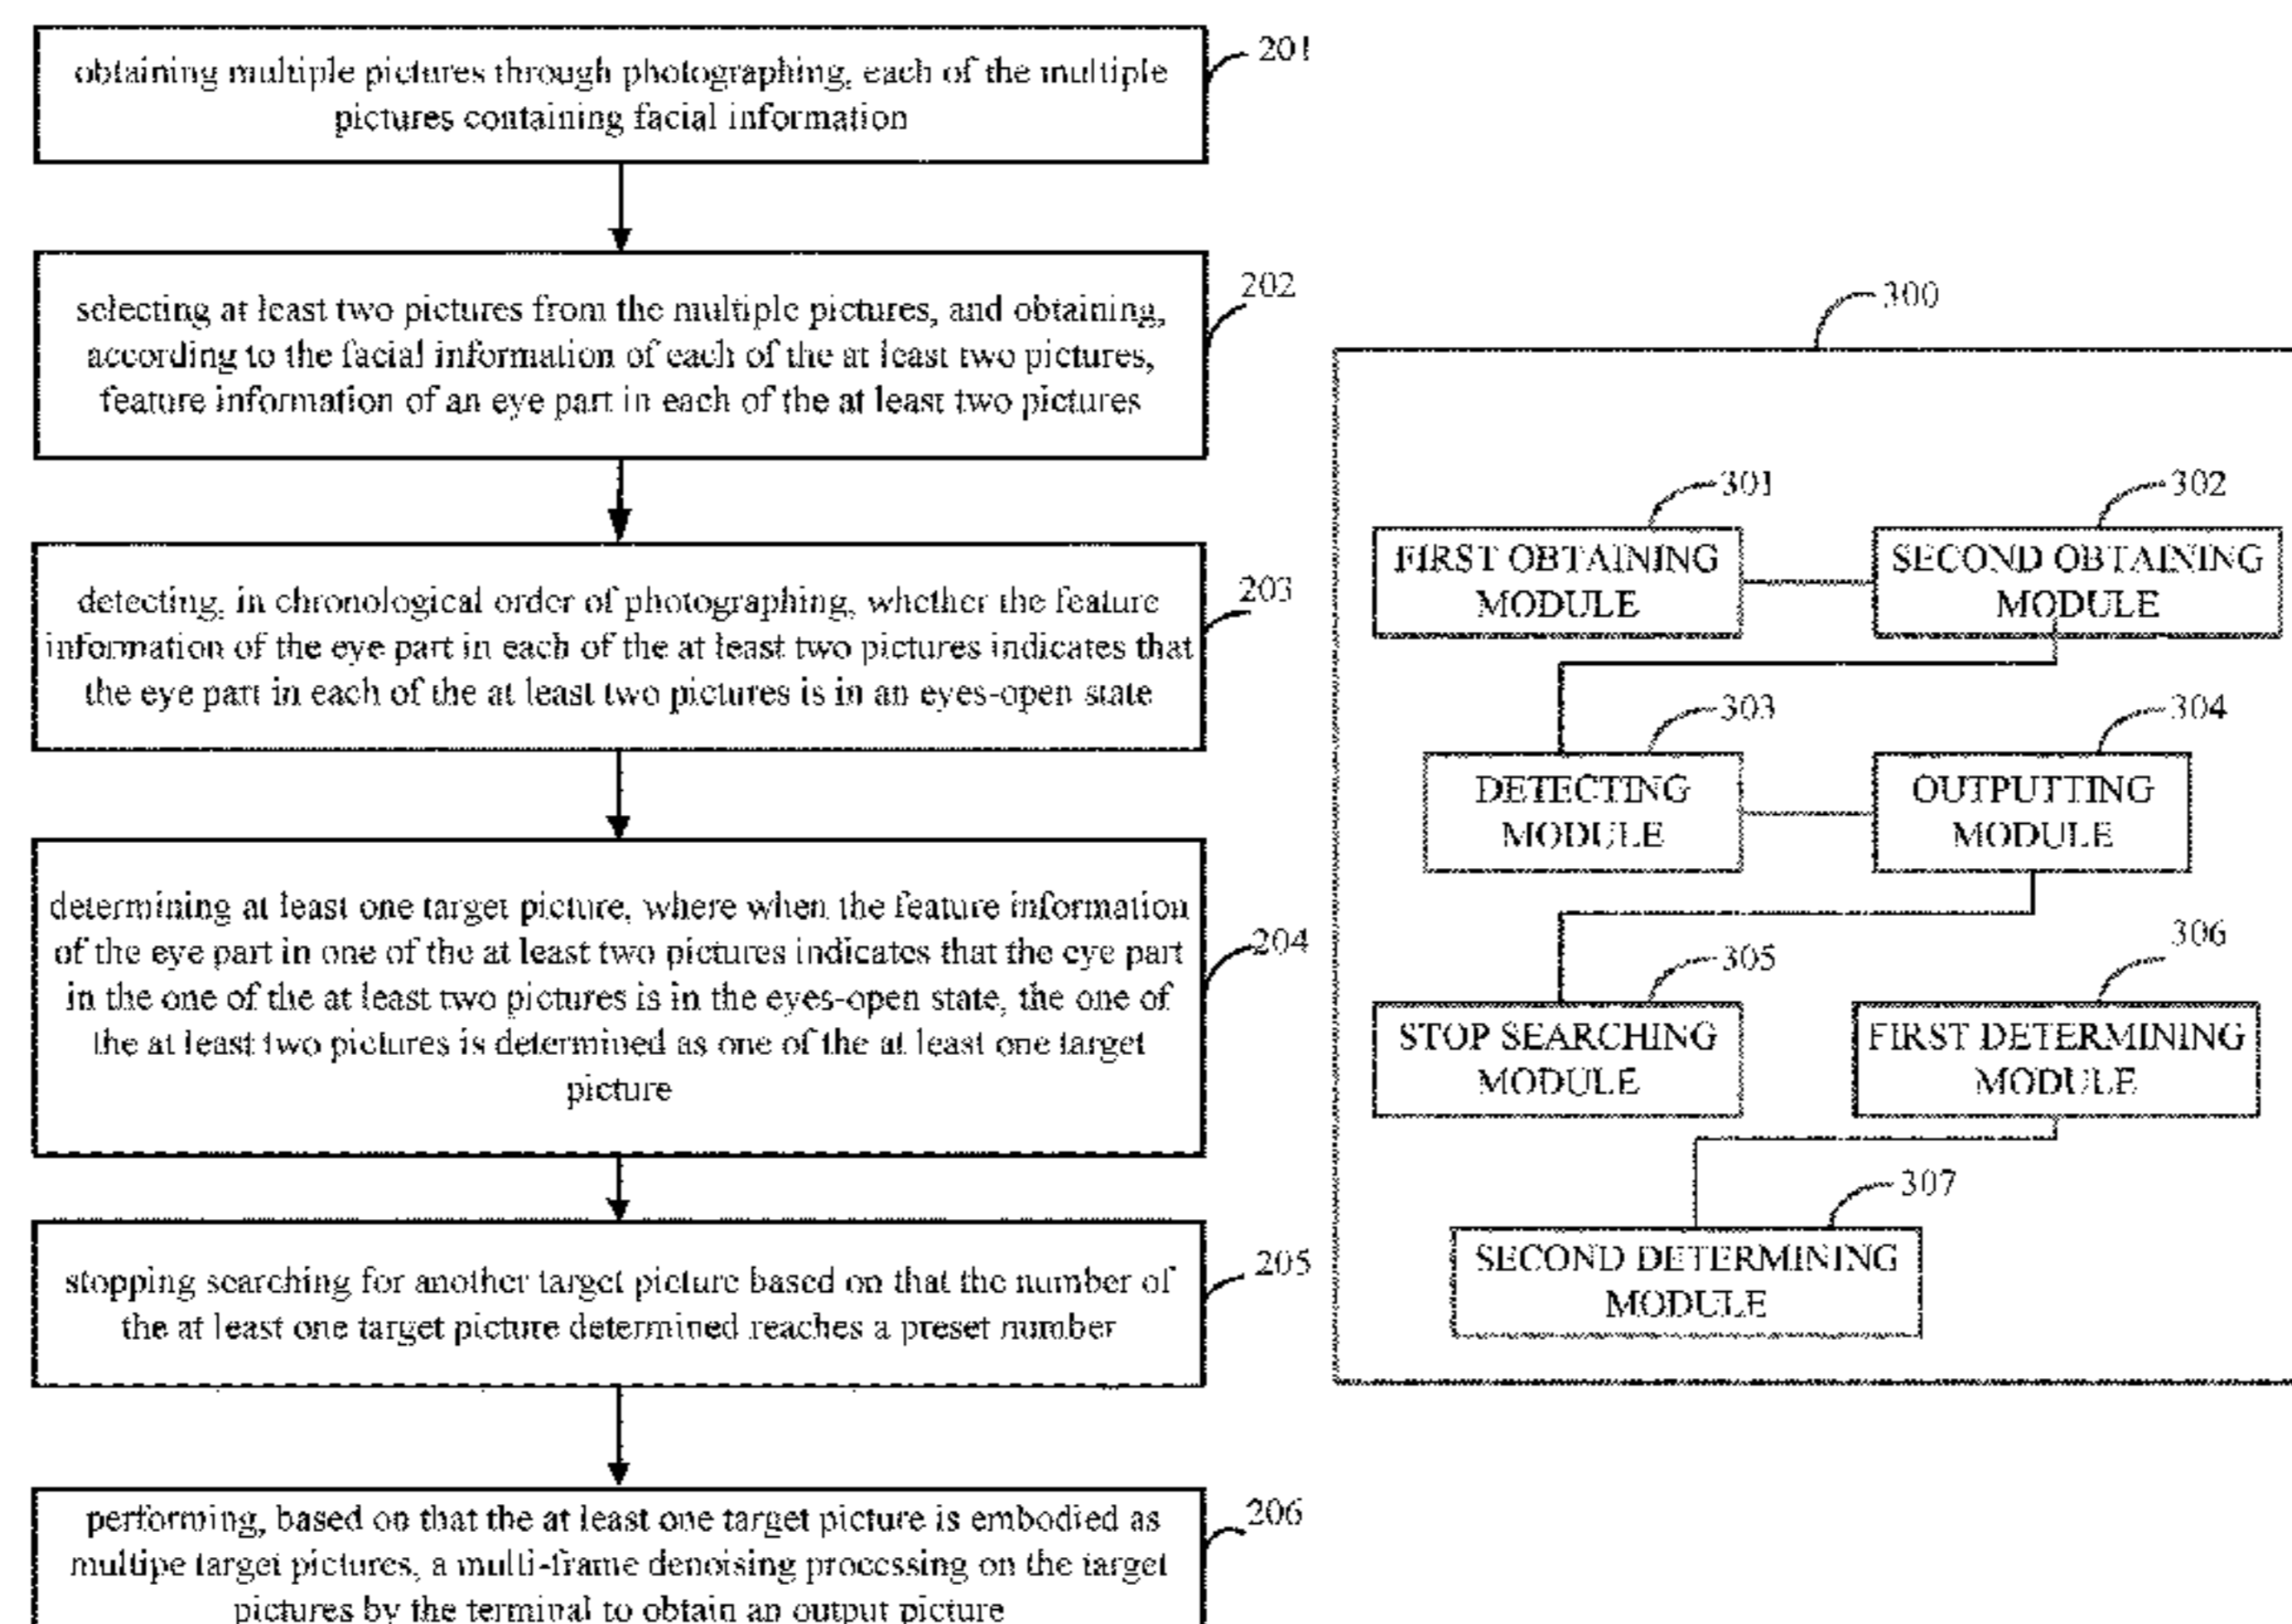 obtaining multiple pictures through photographing, each of the multiple
pictures containing facial information
201
selecting at least two pictures from the multiple pictures, and obtaining,
according to the facial information of each of the at least two pictures,
feature information of an eye part in each of the at least two pictures
202
detecting, in chronological order of photographing, whether the feature
information of the eye part in each of the at least two pictures indicates that
the eye part in each of the at least two pictures is in an eyes-open state
203
determining at least one target picture, where when the feature information
of the eye part in one of the at least two pictures indicates that the eye part
in the one of the at least two pictures is in the eyes-open state, the one of
the at least two pictures is determined as one of the at least one target
picture
204
stopping searching for another target picture based on that the number of
the at least one target picture determined reaches a preset number
205
performing, based on that the at least one target picture is embodied as
multipe target pictures, a multi-frame denoising processing on the target
pictures by the terminal to obtain an output picture
206
300
301
FIRST OBTAINING
MODULE
302
SECOND OBTAINING
MODULE
303
DETECTING
MODULE
304
OUTPUTTING
MODULE
305
STOP SEARCHING
MODULE
306
FIRST DETERMINING
MODULE
307
SECOND DETERMINING
MODULE